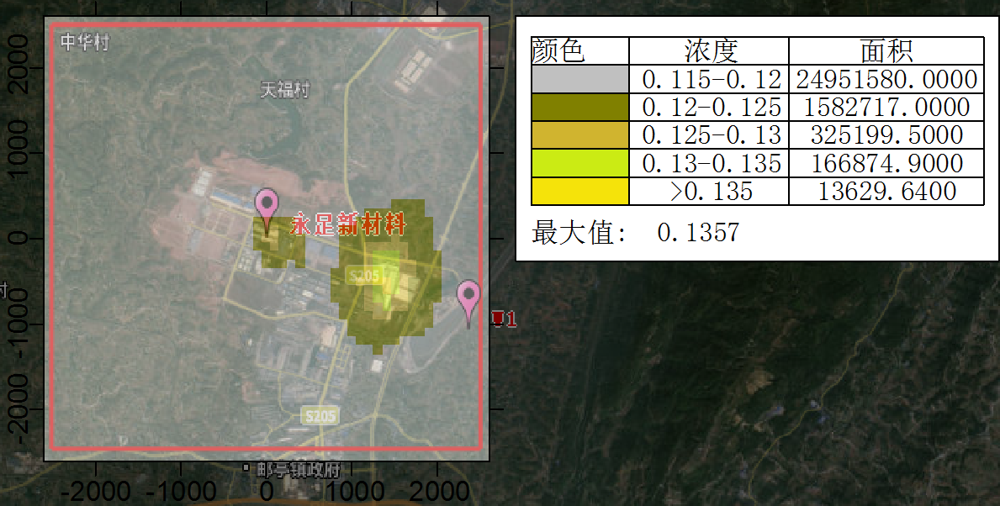 中华村
天福村
永足新材料
S205
S205
U1
邮亭镇政府
村
2000
1000
0
-1000
-2000
-2000 -1000 0 1000 2000
颜色 浓度 面积
0.115-0.12 24951580.0000
0.12-0.125 1582717.0000
0.125-0.13 325199.5000
0.13-0.135 166874.9000
>0.135 13629.6400
最大值: 0.1357